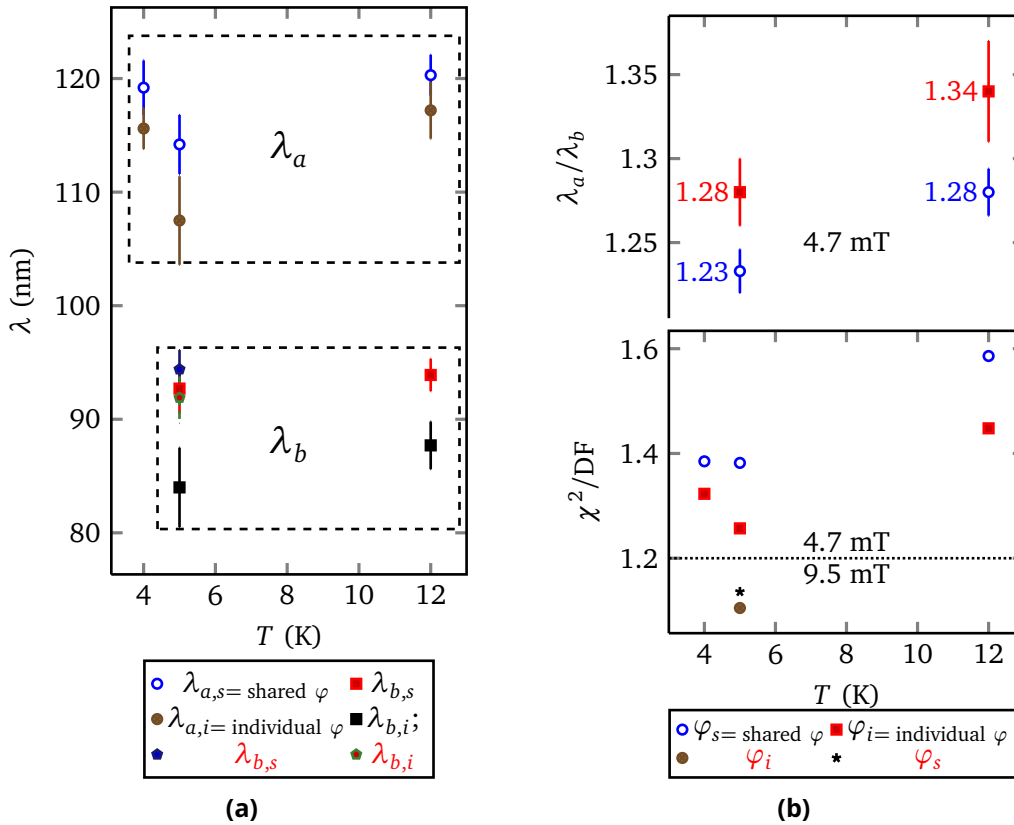 120
110
100
90
80
λ (nm)
λa
λb
4 6 8 10 12
T (K)
λa,s= shared φ λb,s
λa,i= individual φ λb,i;
λb,s λb,i
(a)
1.35
1.3
1.25
λa/λb
1.28
1.23
1.34
1.28
4.7 mT
1.6
1.4
1.2
χ²/DF
4.7 mT
9.5 mT
4 6 8 10 12
T (K)
φs= shared φ φi= individual φ
φi * φs
(b)